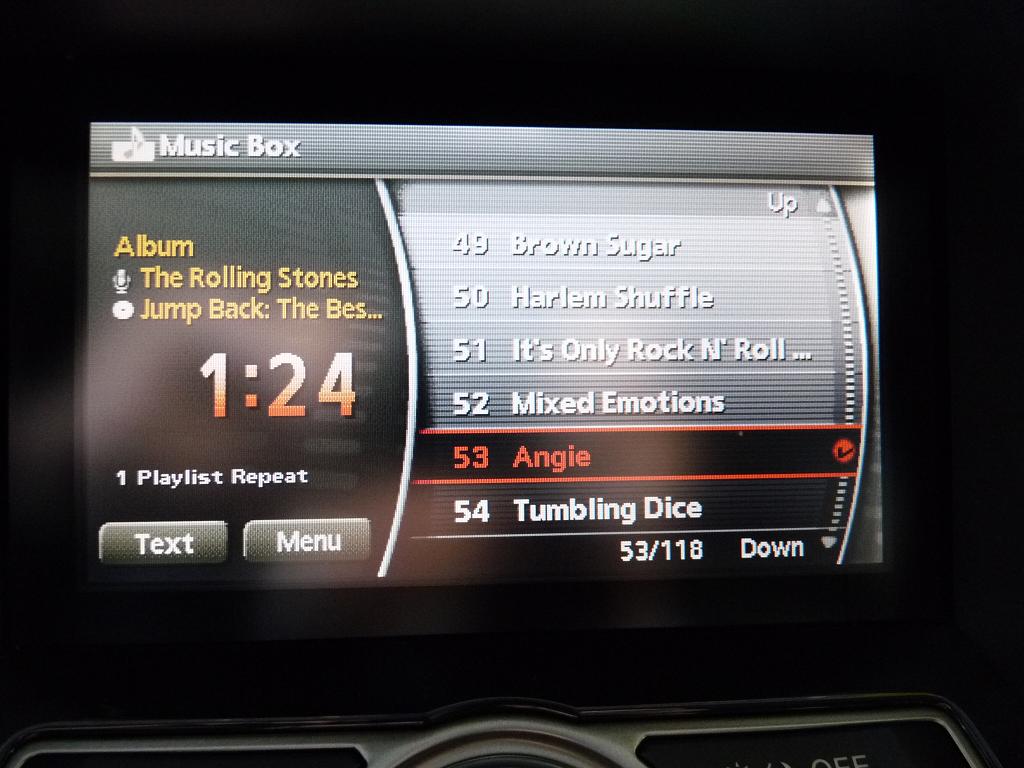 Music Box
Album
The Rolling Stones
Jump Back: The Bes...
1:24
1 Playlist Repeat
Text
Menu
Up
49 Brown Sugar
50 Harlem Shuffle
51 It's Only Rock N' Roll ...
52 Mixed Emotions
53 Angie
54 Tumbling Dice
53/118 Down
OFF